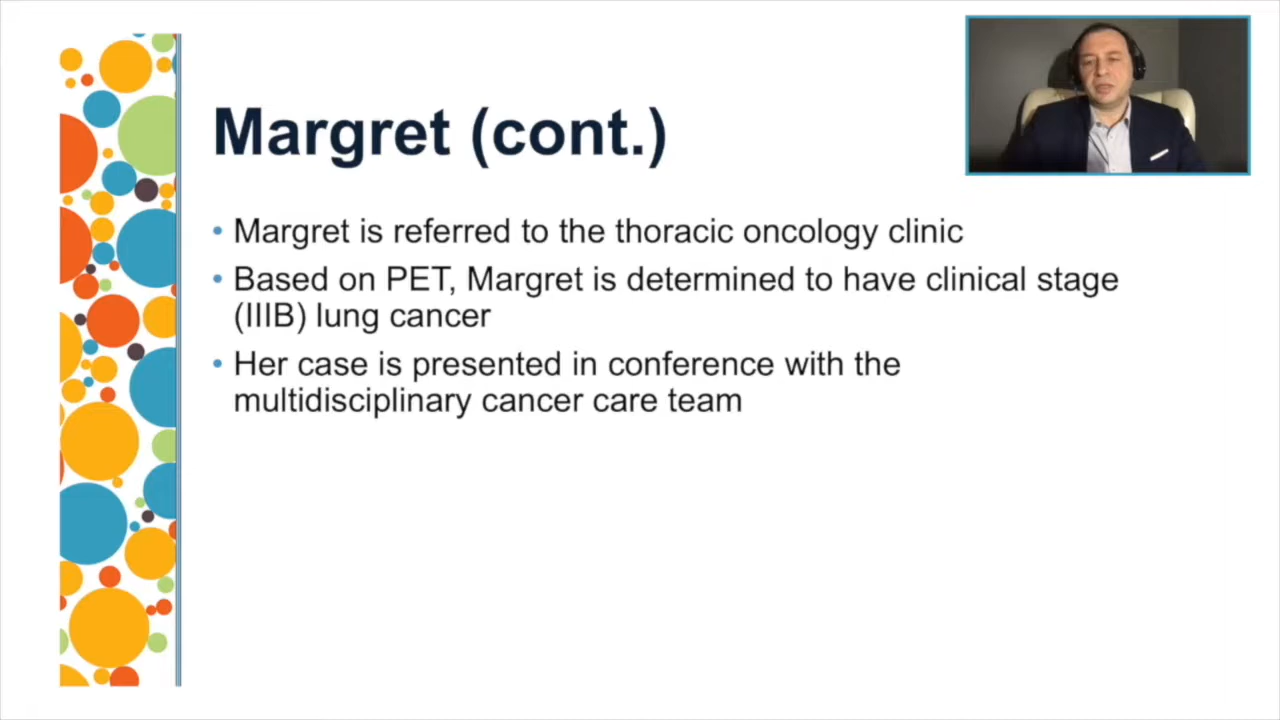 Margret (cont.)
• Margret is referred to the thoracic oncology clinic
• Based on PET, Margret is determined to have clinical stage
(IIIB) lung cancer
• Her case is presented in conference with the
multidisciplinary cancer care team